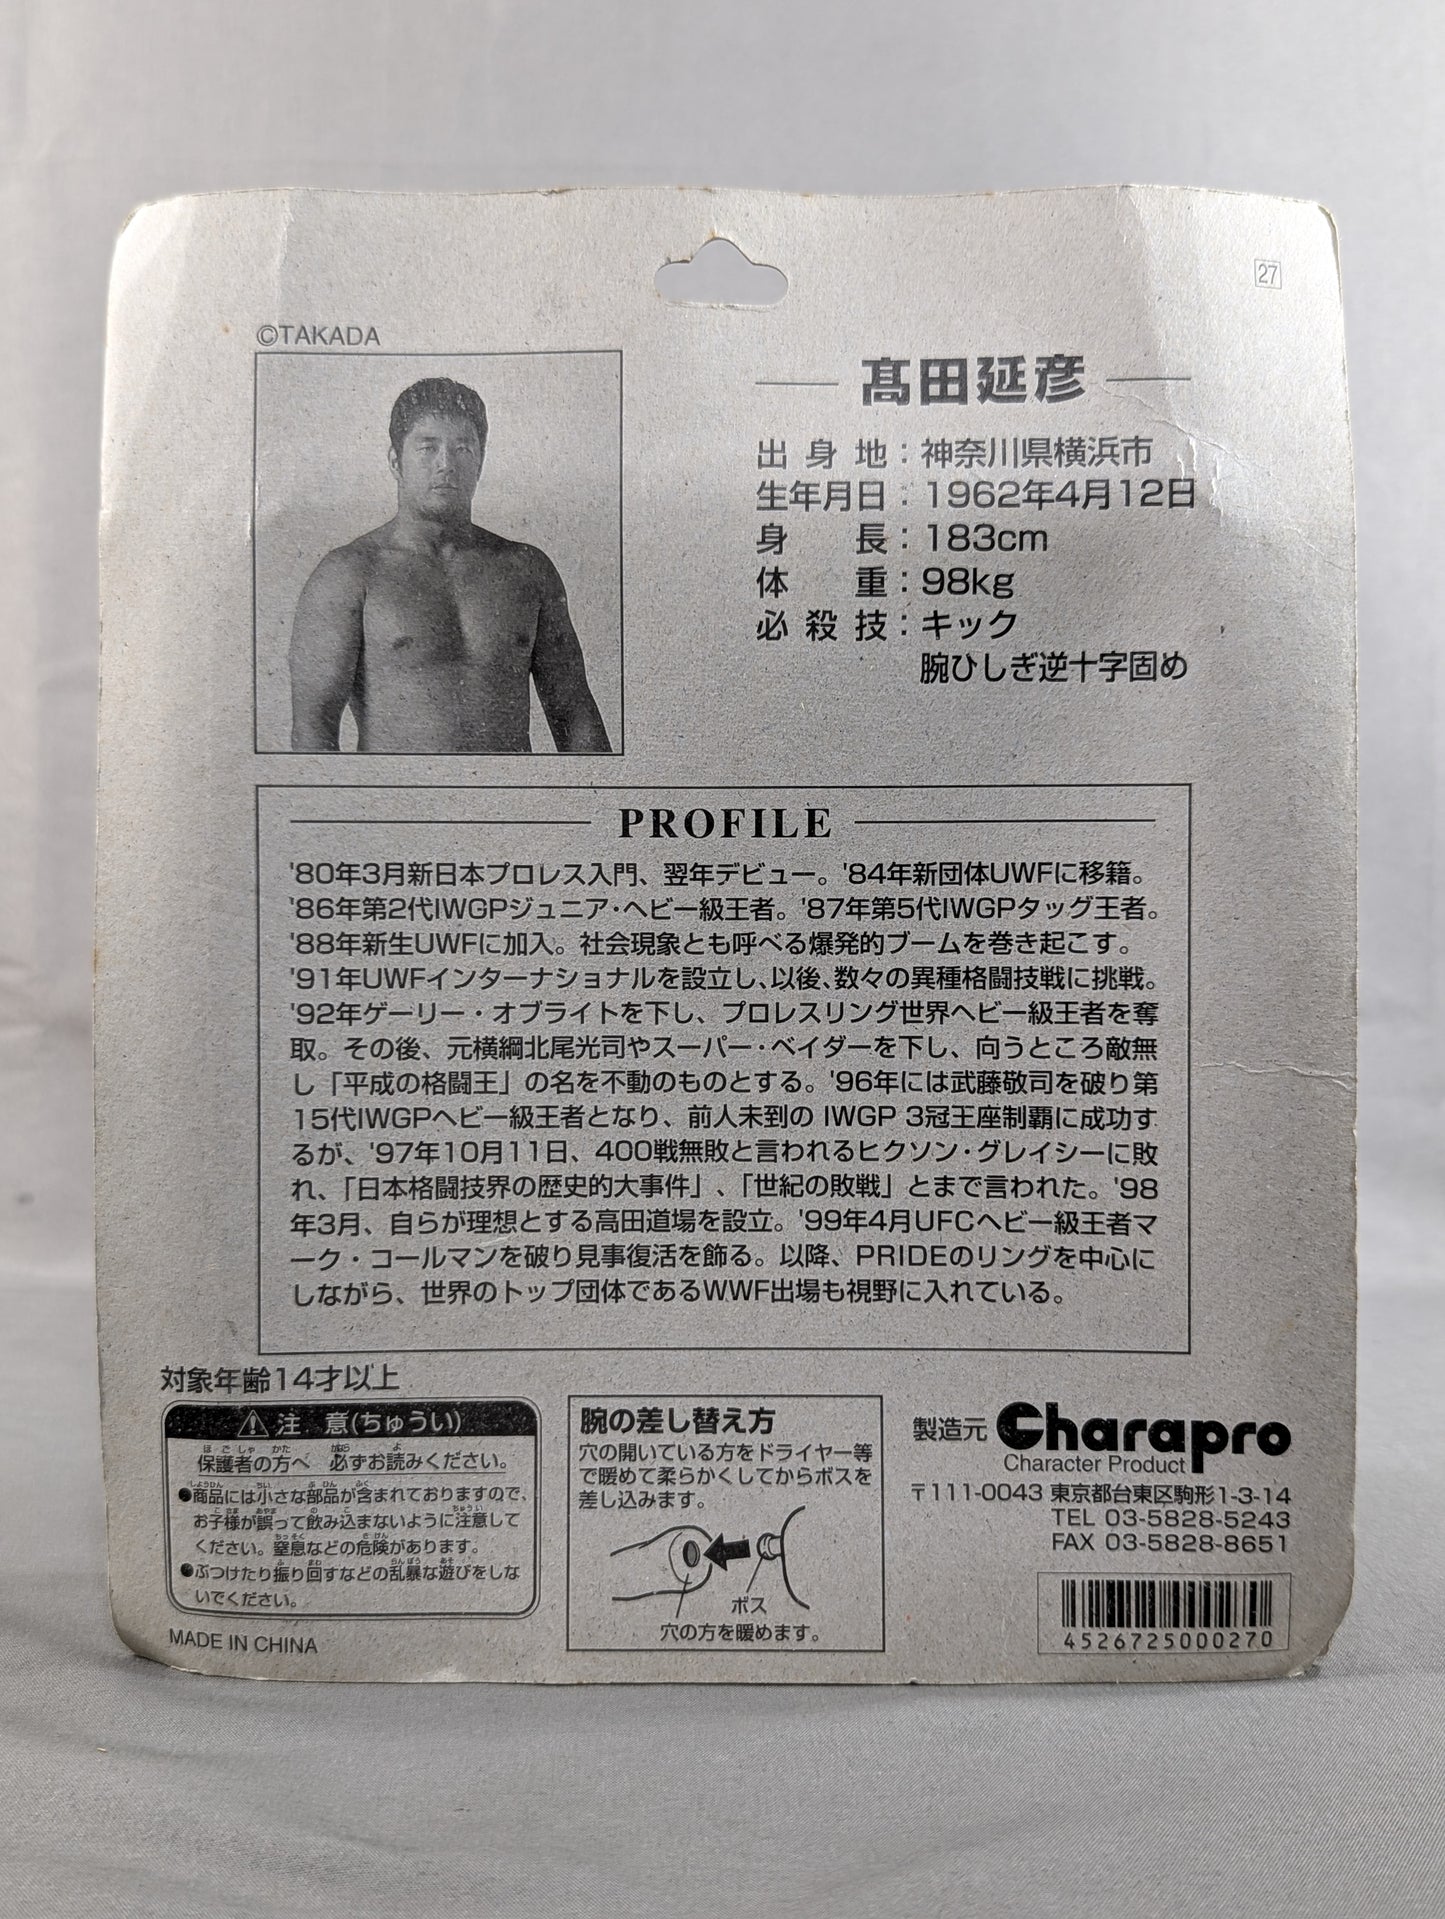 27
©TAKADA
髙田延彦
出身地：神奈川県横浜市
生年月日：1962年4月12日
身長：183cm
体重：98kg
必殺技：キック
腕ひしぎ逆十字固め
PROFILE
'80年3月新日本プロレス入門、翌年デビュー。'84年新団体UWFに移籍。
'86年第2代IWGPジュニア・ヘビー級王者。'87年第5代IWGPタッグ王者。
'88年新生UWFに加入。社会現象とも呼べる爆発的ブームを巻き起こす。
'91年UWFインターナショナルを設立し、以後、数々の異種格闘技戦に挑戦。
'92年ゲーリー・オブライトを下し、プロレスリング世界ヘビー級王者を奪
取。その後、元横綱北尾光司やスーパー・ベイダーを下し、向うところ敵無
し「平成の格闘王」の名を不動のものとする。'96年には武藤敬司を破り第
15代IWGPヘビー級王者となり、前人未到の IWGP 3冠王座制覇に成功す
るが、'97年10月11日、400戦無敗と言われるヒクソン・グレイシーに敗
れ、「日本格闘技界の歴史的大事件」、「世紀の敗戦」とまで言われた。'98
年3月、自らが理想とする高田道場を設立。'99年4月UFCヘビー級王者マ
ーク・コールマンを破り見事復活を飾る。以降、PRIDEのリングを中心に
しながら、世界のトップ団体であるWWF出場も視野に入れている。
対象年齢14才以上
注 意(ちゅうい)
保護者の方へ 必ずお読みください。
●商品には小さな部品が含まれておりますので、
お子様が誤って飲み込まないように注意して
ください。窒息などの危険があります。
●ぶつけたり振り回すなどの乱暴な遊びをしな
いでください。
MADE IN CHINA
腕の差し替え方
穴の開いている方をドライヤー等
で暖めて柔らかくしてからボスを
差し込みます。
ボス
穴の方を暖めます。
製造元 Charapro
Character Product
〒111-0043 東京都台東区駒形1-3-14
TEL 03-5828-5243
FAX 03-5828-8651
4526725000270